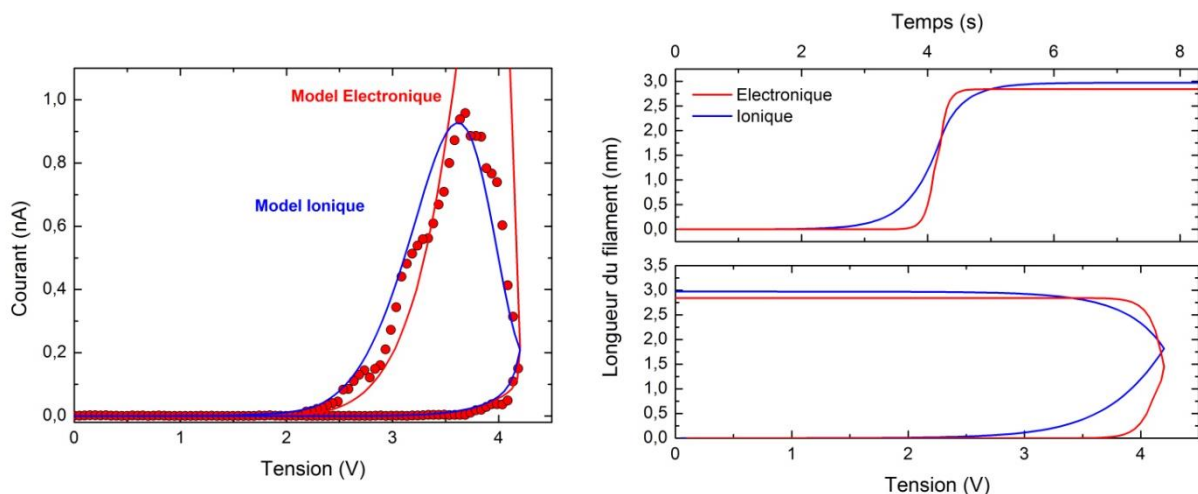 Model Electronique
Model Ionique
Courant (nA)
1,0
0,8
0,6
0,4
0,2
0,0
0 1 2 3 4
Tension (V)
Temps (s)
0 2 4 6 8
Electronique
Ionique
Longueur du filament (nm)
3,0
2,5
2,0
1,5
1,0
0,5
0,0
3,5
3,0
2,5
2,0
1,5
1,0
0,5
0,0
0 1 2 3 4
Tension (V)